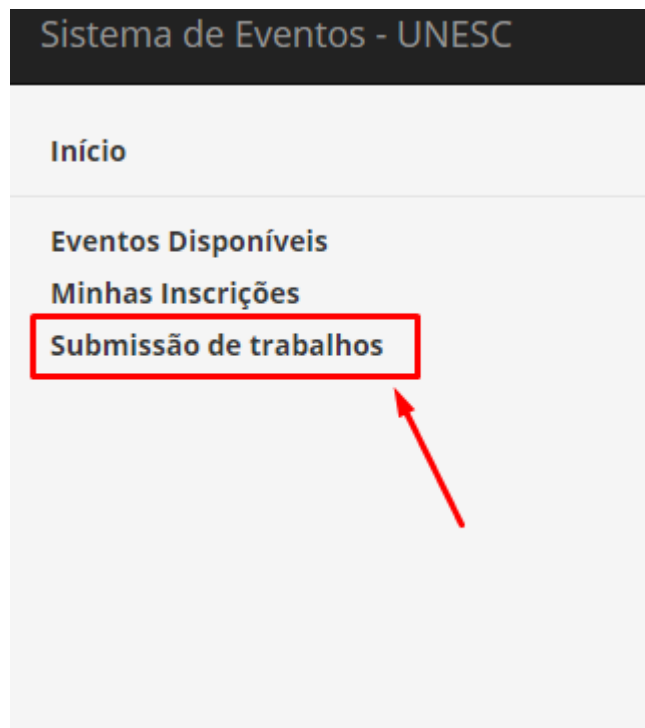 Sistema de Eventos - UNESC
Início
Eventos Disponíveis
Minhas Inscrições
Submissão de trabalhos